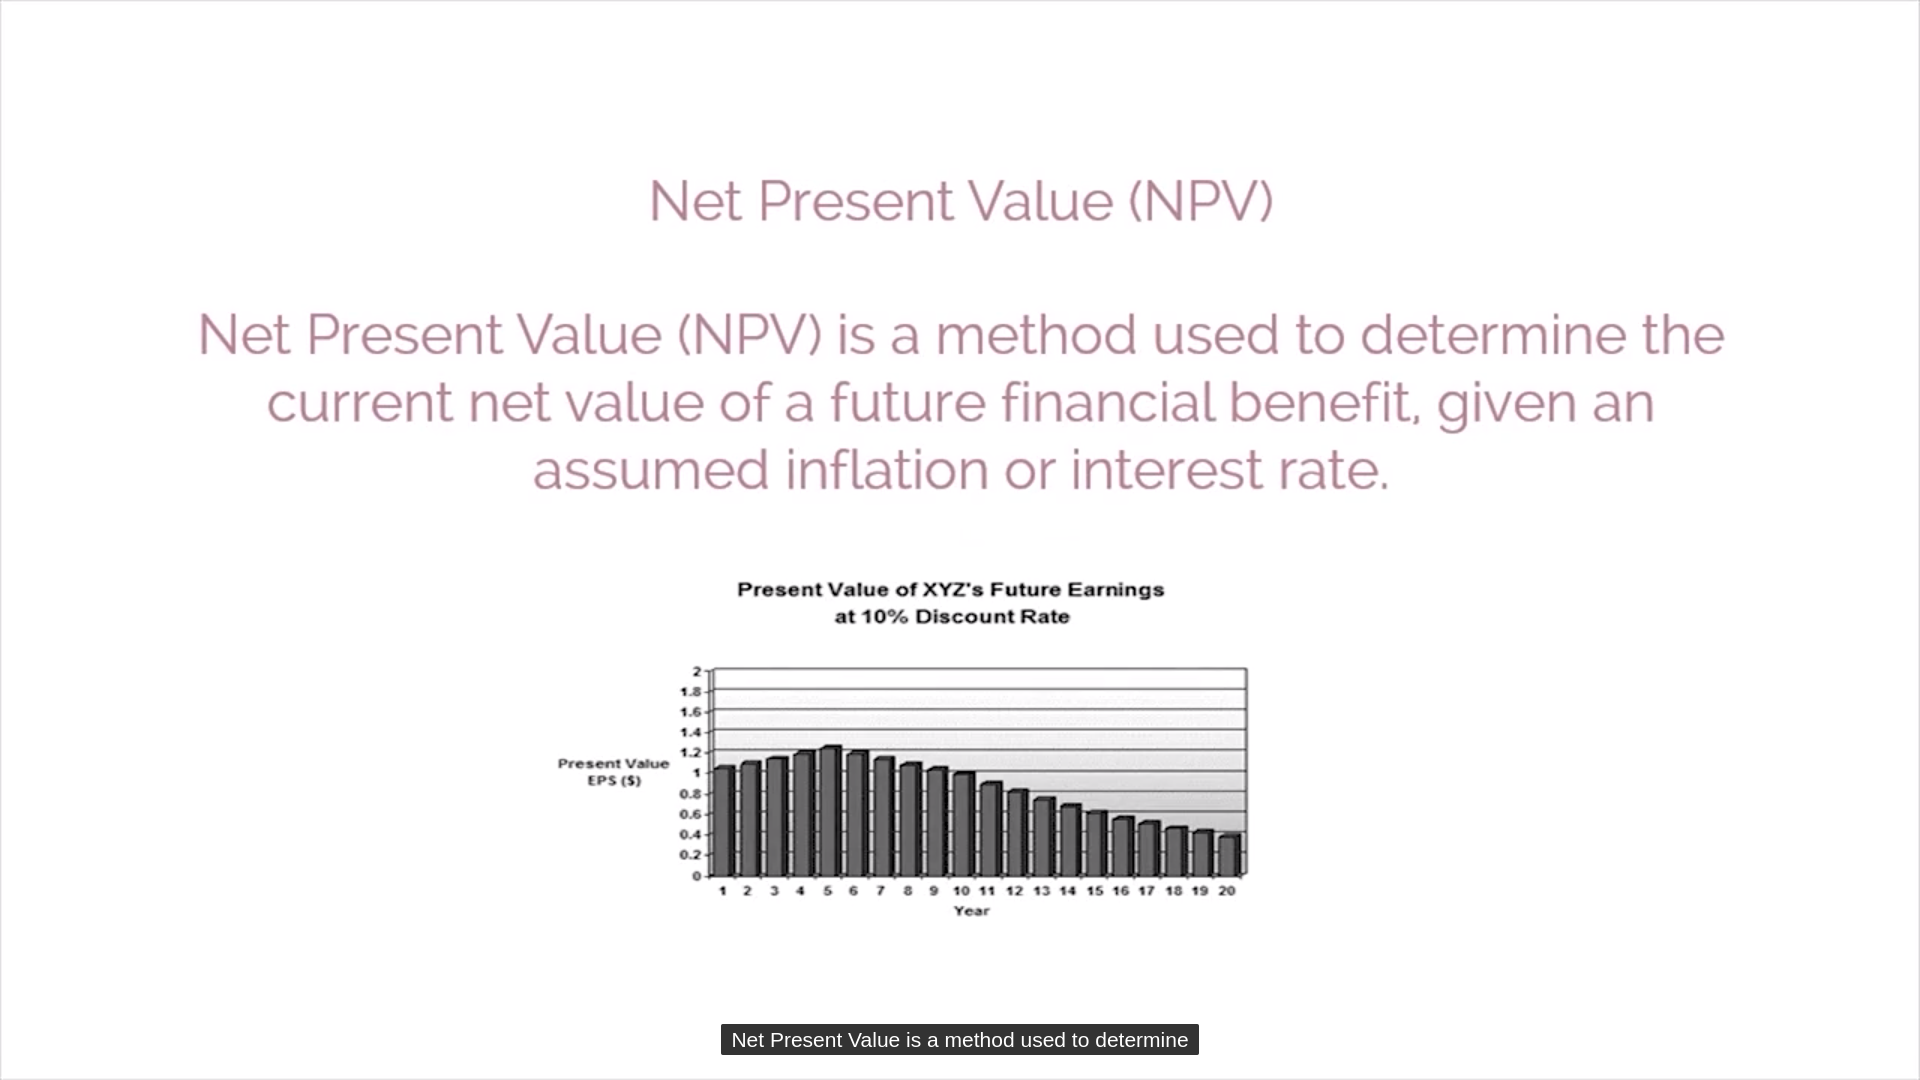 Net Present Value (NPV)
Net Present Value (NPV) is a method used to determine the
current net value of a future financial benefit, given an
assumed inflation or interest rate.
Present Value of XYZ's Future Earnings
at 10% Discount Rate
2
1.8
1.6
1.4
1.2
1
0.8
0.6
0.4
0.2
0
Present Value
EPS ($)
1 2 3 4 5 6 7 8 9 10 11 12 13 14 15 16 17 18 19 20
Year
Net Present Value is a method used to determine